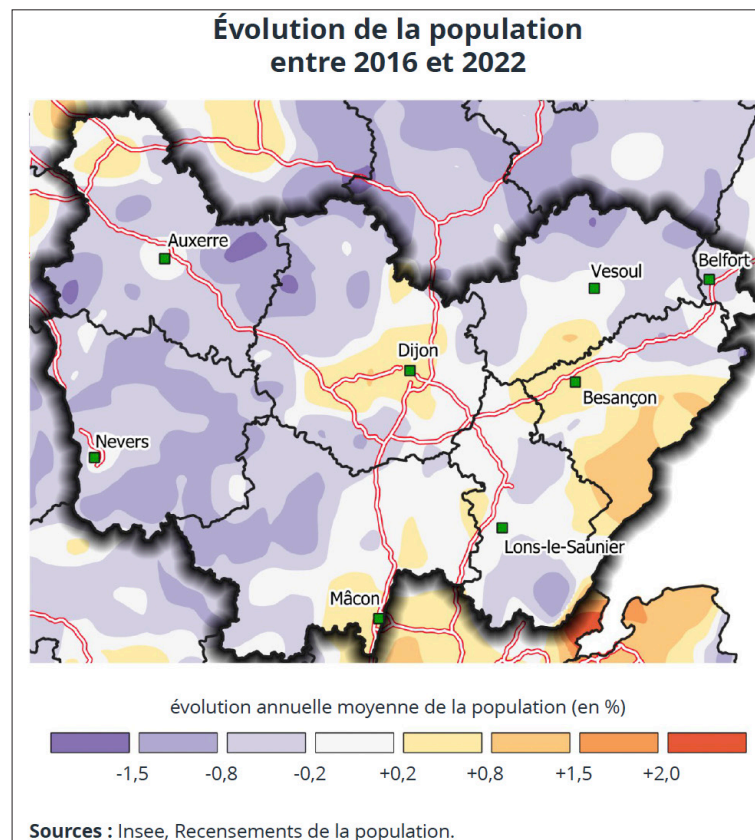 Évolution de la population
entre 2016 et 2022
Auxerre
Vesoul
Belfort
Dijon
Besançon
Nevers
Lons-le-Saunier
Mâcon
évolution annuelle moyenne de la population (en %)
-1,5 -0,8 -0,2 +0,2 +0,8 +1,5 +2,0
Sources : Insee, Recensements de la population.